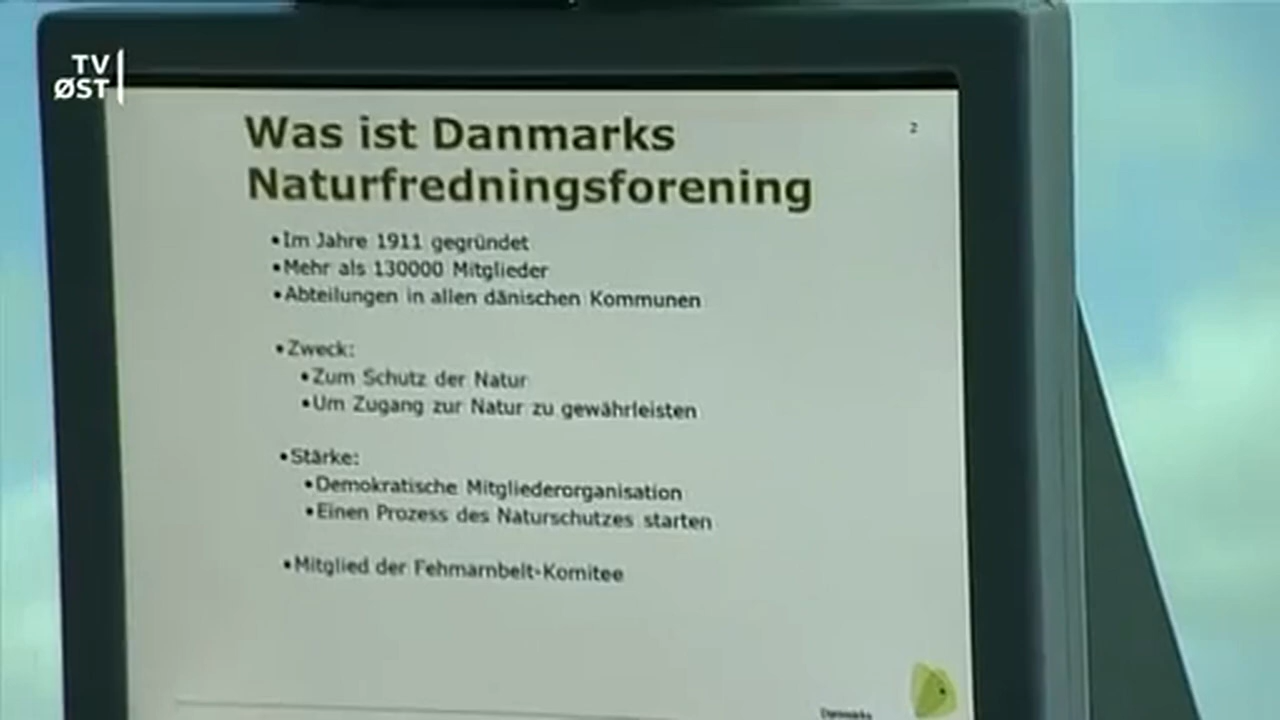 TV
ØST
2
Was ist Danmarks
Naturfredningsforening
•Im Jahre 1911 gegründet
•Mehr als 130000 Mitglieder
•Abteilungen in allen dänischen Kommunen
•Zweck:
•Zum Schutz der Natur
•Um Zugang zur Natur zu gewährleisten
•Stärke:
•Demokratische Mitgliederorganisation
•Einen Prozess des Naturschutzes starten
•Mitglied der Fehmarnbelt-Komitee
Danmarks